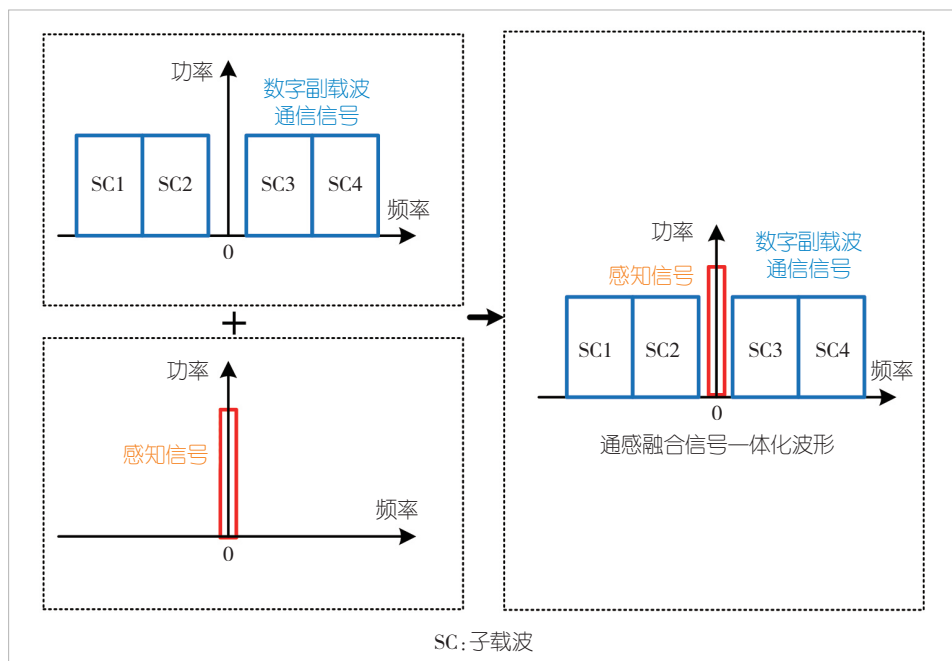 功率
数字副载波
通信信号
SC1
SC2
SC3
SC4
频率
0
+
功率
感知信号
频率
0
功率
数字副载波
通信信号
感知信号
SC1
SC2
SC3
SC4
频率
0
通感融合信号一体化波形
SC:子载波